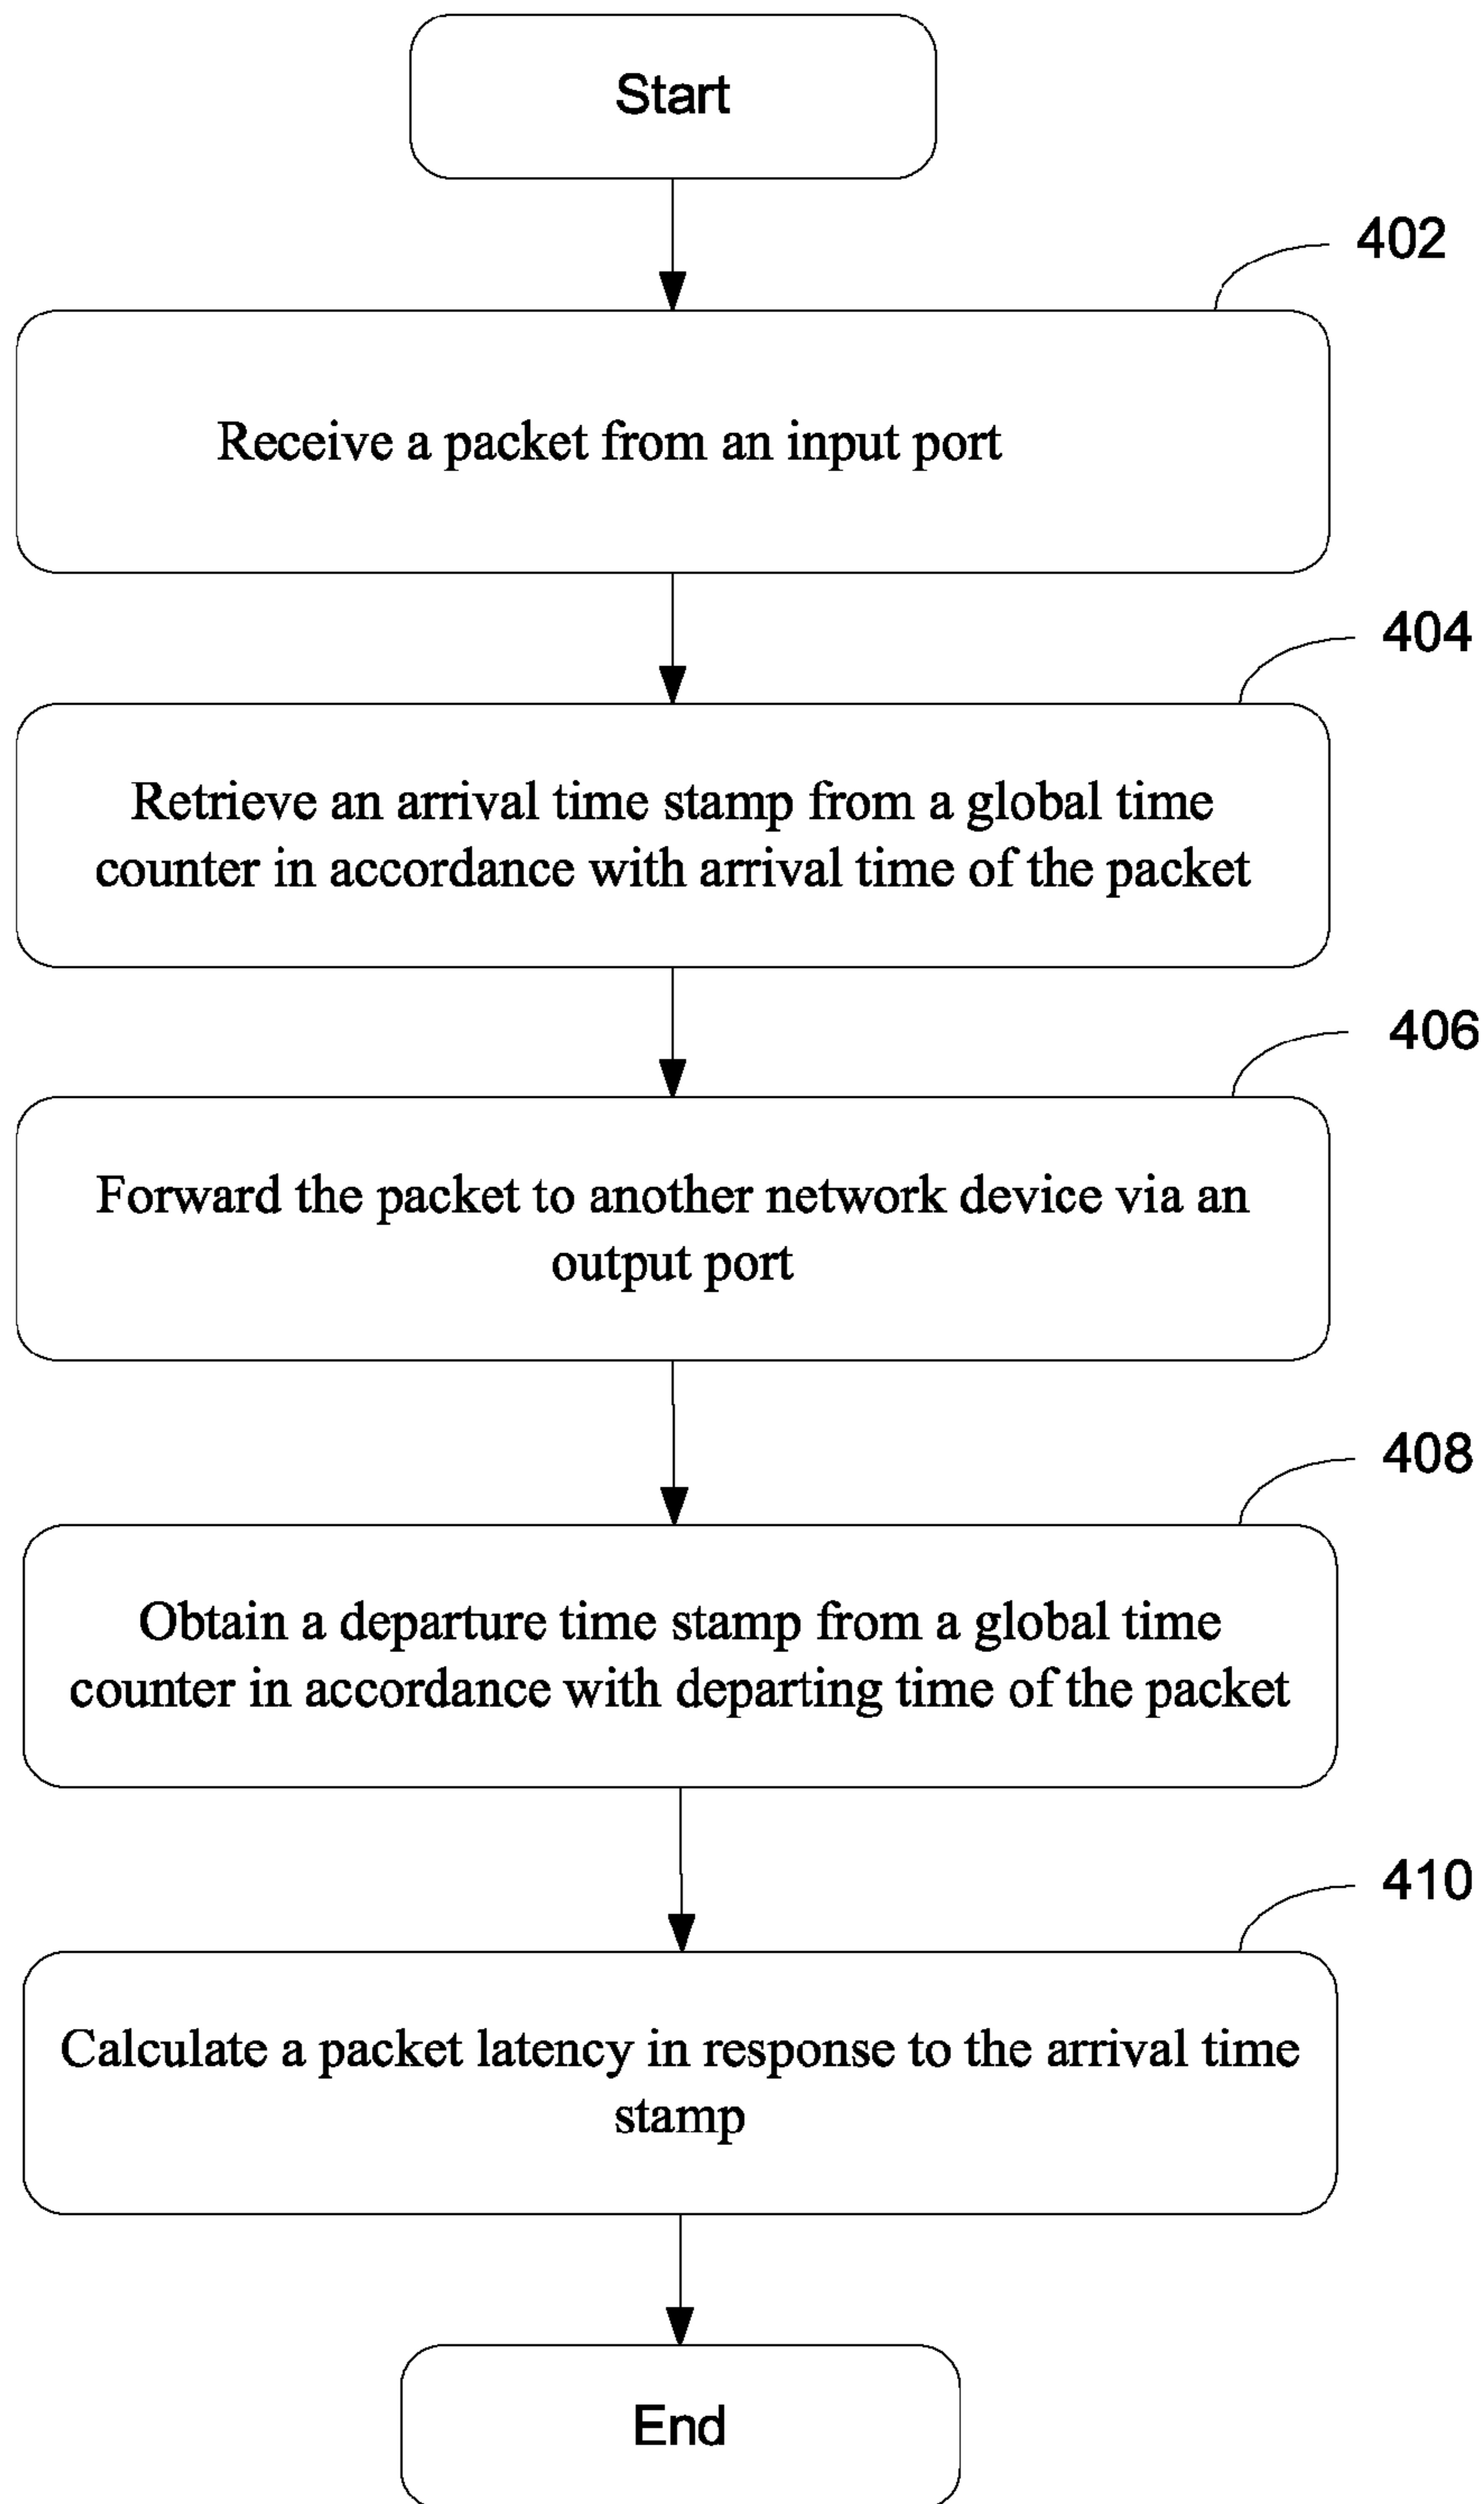 Start
402
Receive a packet from an input port
404
Retrieve an arrival time stamp from a global time
counter in accordance with arrival time of the packet
406
Forward the packet to another network device via an
output port
408
Obtain a departure time stamp from a global time
counter in accordance with departing time of the packet
410
Calculate a packet latency in response to the arrival time
stamp
End